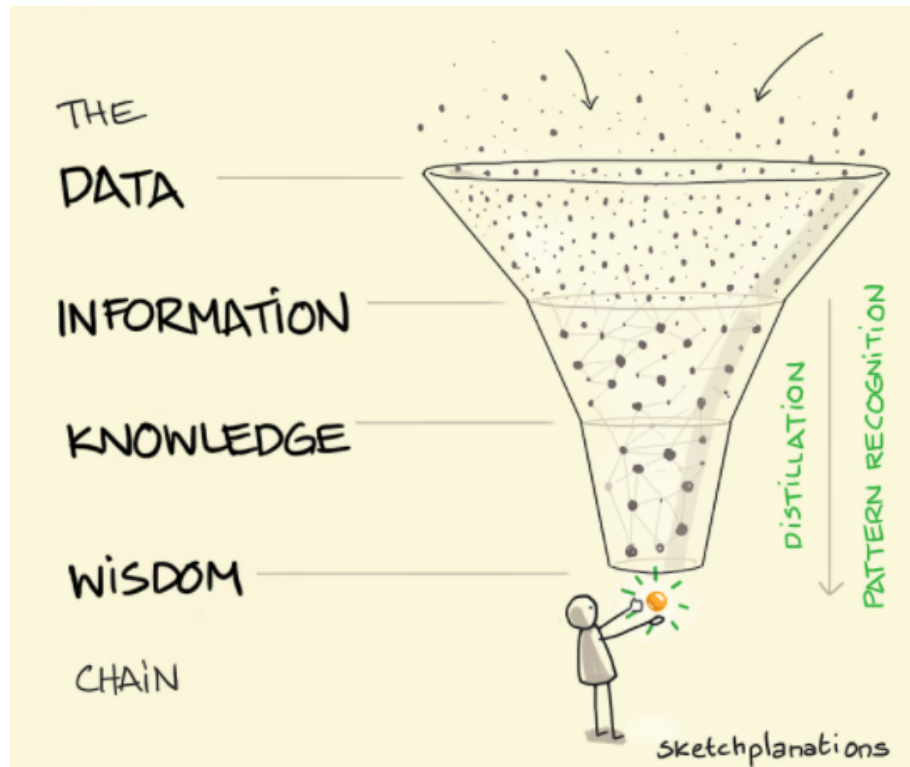 THE
DATA
INFORMATION
KNOWLEDGE
WISDOM
CHAIN
DISTILLATION
PATTERN RECOGNITION
sketchplanations